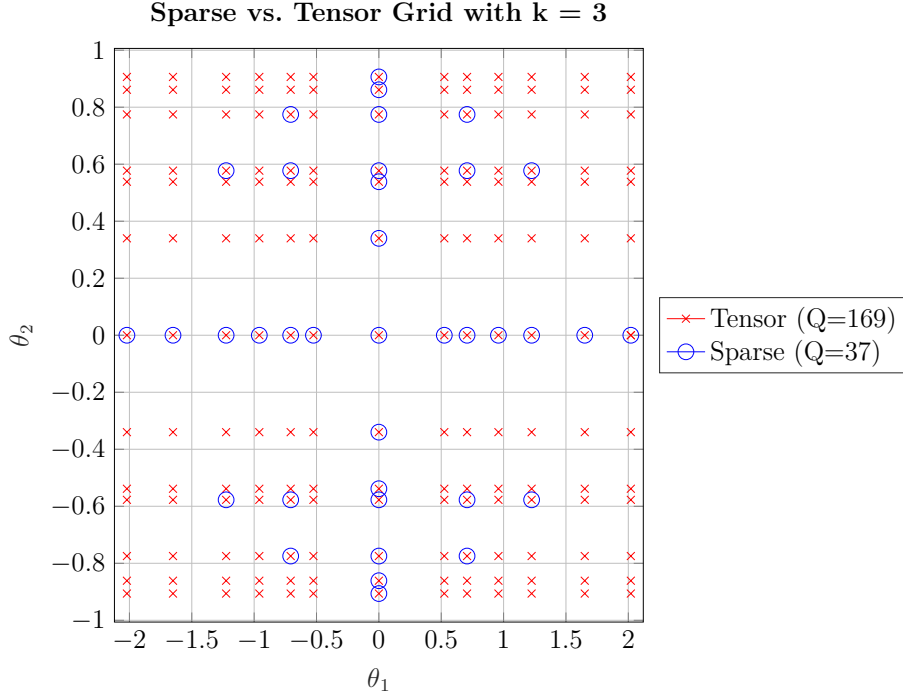 Sparse vs. Tensor Grid with k = 3
1
0.8
0.6
0.4
0.2
0
−0.2
−0.4
−0.6
−0.8
−1
θ₂
−2 −1.5 −1 −0.5 0 0.5 1 1.5 2
θ₁
Tensor (Q=169)
Sparse (Q=37)